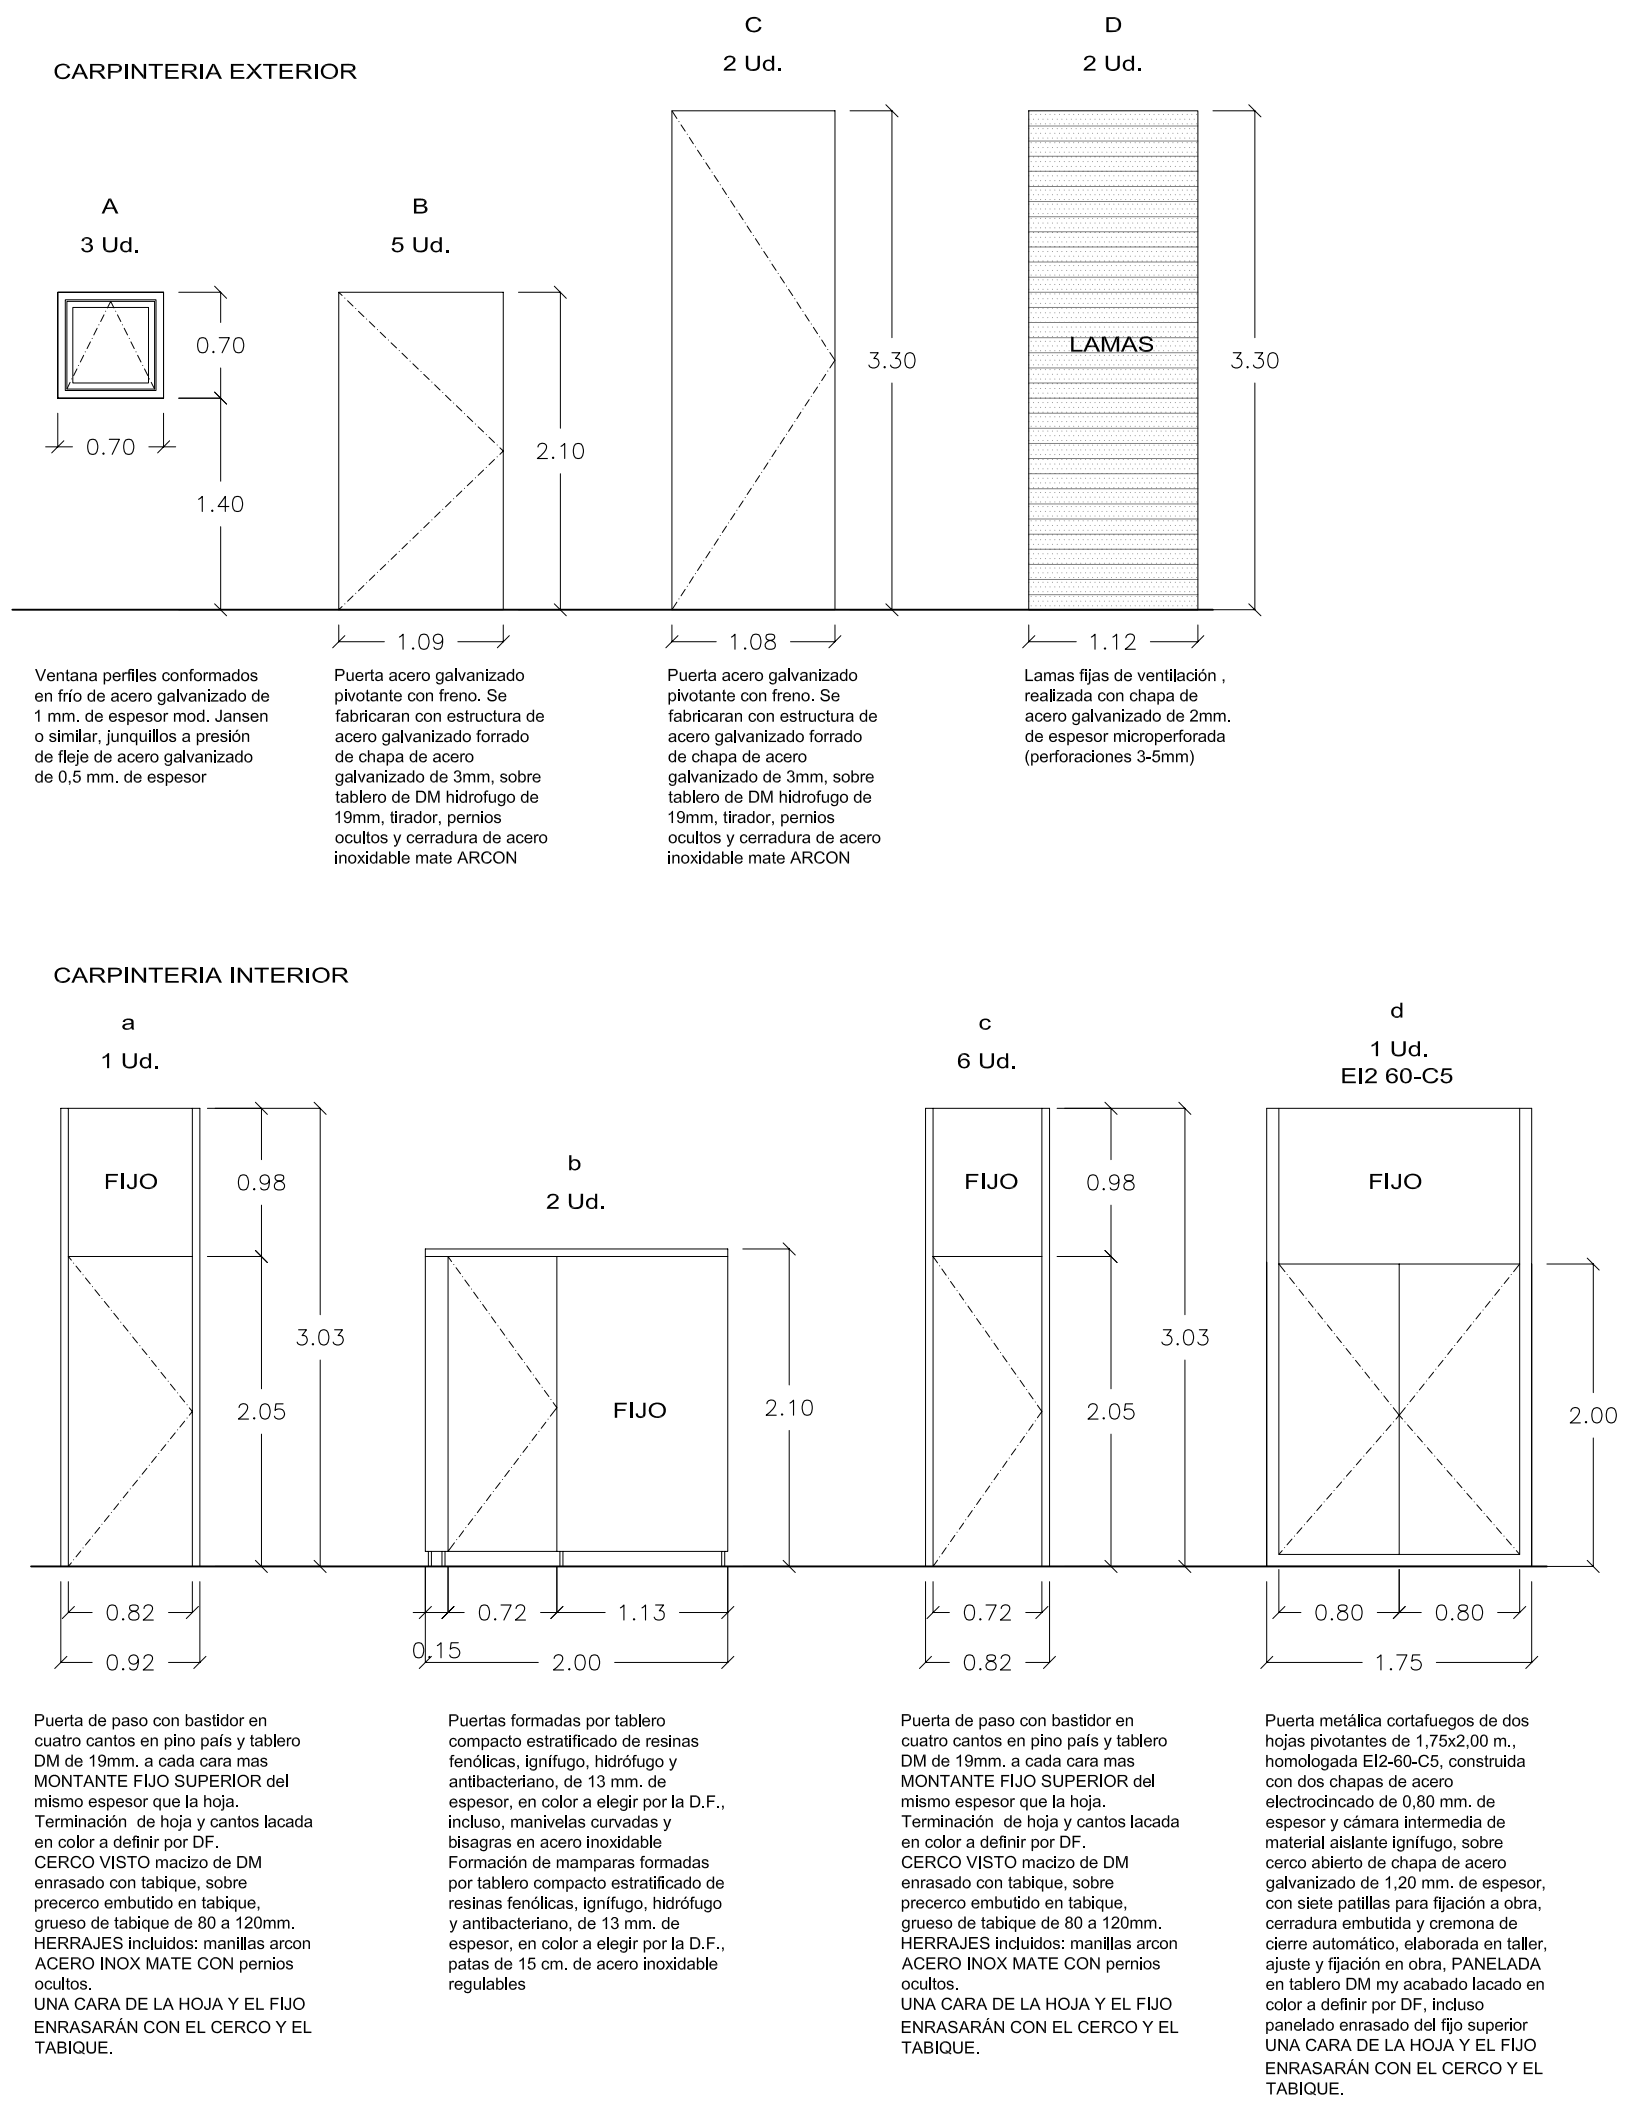 CARPINTERIA EXTERIOR
A
3 Ud.
0.70
0.70
1.40
Ventana perfiles conformados
en frío de acero galvanizado de
1 mm. de espesor mod. Jansen
o similar, junquillos a presión
de fleje de acero galvanizado
de 0,5 mm. de espesor
B
5 Ud.
2.10
1.09
Puerta acero galvanizado
pivotante con freno. Se
fabricaran con estructura de
acero galvanizado forrado
de chapa de acero
galvanizado de 3mm, sobre
tablero de DM hidrofugo de
19mm, tirador, pernios
ocultos y cerradura de acero
inoxidable mate ARCON
C
2 Ud.
3.30
1.08
Puerta acero galvanizado
pivotante con freno. Se
fabricaran con estructura de
acero galvanizado forrado
de chapa de acero
galvanizado de 3mm, sobre
tablero de DM hidrofugo de
19mm, tirador, pernios
ocultos y cerradura de acero
inoxidable mate ARCON
D
2 Ud.
LAMAS
3.30
1.12
Lamas fijas de ventilación ,
realizada con chapa de
acero galvanizado de 2mm.
de espesor microperforada
(perforaciones 3-5mm)
CARPINTERIA INTERIOR
a
1 Ud.
FIJO
0.98
3.03
2.05
0.82
0.92
Puerta de paso con bastidor en
cuatro cantos en pino país y tablero
DM de 19mm. a cada cara mas
MONTANTE FIJO SUPERIOR del
mismo espesor que la hoja.
Terminación de hoja y cantos lacada
en color a definir por DF.
CERCO VISTO macizo de DM
enrasado con tabique, sobre
precerco embutido en tabique,
grueso de tabique de 80 a 120mm.
HERRAJES incluidos: manillas arcon
ACERO INOX MATE CON pernios
ocultos.
UNA CARA DE LA HOJA Y EL FIJO
ENRASARÁN CON EL CERCO Y EL
TABIQUE.
b
2 Ud.
FIJO
2.10
0.72
1.13
0.15
2.00
Puertas formadas por tablero
compacto estratificado de resinas
fenólicas, ignífugo, hidrófugo y
antibacteriano, de 13 mm. de
espesor, en color a elegir por la D.F.,
incluso, manivelas curvadas y
bisagras en acero inoxidable
Formación de mamparas formadas
por tablero compacto estratificado de
resinas fenólicas, ignífugo, hidrófugo
y antibacteriano, de 13 mm. de
espesor, en color a elegir por la D.F.,
patas de 15 cm. de acero inoxidable
regulables
c
6 Ud.
FIJO
0.98
3.03
2.05
0.72
0.82
Puerta de paso con bastidor en
cuatro cantos en pino país y tablero
DM de 19mm. a cada cara mas
MONTANTE FIJO SUPERIOR del
mismo espesor que la hoja.
Terminación de hoja y cantos lacada
en color a definir por DF.
CERCO VISTO macizo de DM
enrasado con tabique, sobre
precerco embutido en tabique,
grueso de tabique de 80 a 120mm.
HERRAJES incluidos: manillas arcon
ACERO INOX MATE CON pernios
ocultos.
UNA CARA DE LA HOJA Y EL FIJO
ENRASARÁN CON EL CERCO Y EL
TABIQUE.
d
1 Ud.
EI2 60-C5
FIJO
2.00
0.80
0.80
1.75
Puerta metálica cortafuegos de dos
hojas pivotantes de 1,75x2,00 m.,
homologada EI2-60-C5, construida
con dos chapas de acero
electrocincado de 0,80 mm. de
espesor y cámara intermedia de
material aislante ignífugo, sobre
cerco abierto de chapa de acero
galvanizado de 1,20 mm. de espesor,
con siete patillas para fijación a obra,
cerradura embutida y cremona de
cierre automático, elaborada en taller,
ajuste y fijación en obra, PANELADA
en tablero DM my acabado lacado en
color a definir por DF, incluso
panelado enrasado del fijo superior
UNA CARA DE LA HOJA Y EL FIJO
ENRASARÁN CON EL CERCO Y EL
TABIQUE.